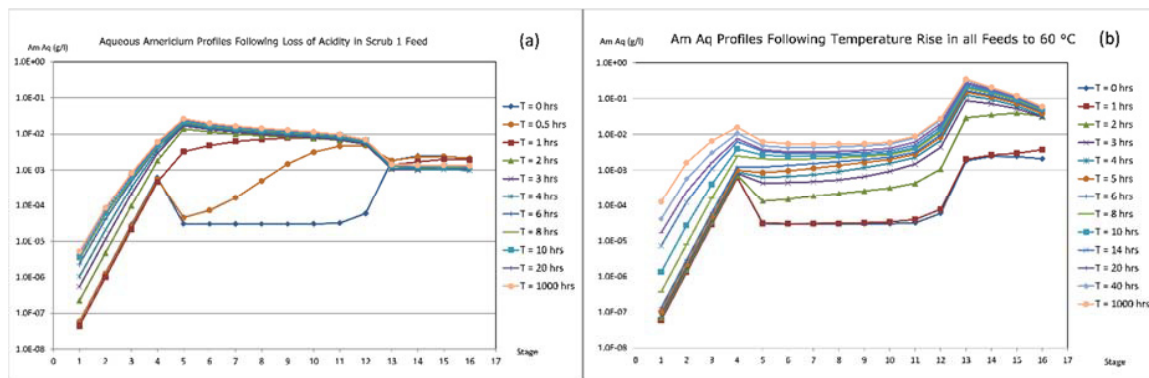 Aqueous Americium Profiles Following Loss of Acidity in Scrub 1 Feed
(a)
Am Aq (g/l)
1.0E+00
1.0E-01
1.0E-02
1.0E-03
1.0E-04
1.0E-05
1.0E-06
1.0F-07
1.0E-08
0 1 2 3 4 5 6 7 8 9 10 11 12 13 14 15 16 17
Stage
T = 0 hrs
T = 0.5 hrs
T = 1 hrs
T = 2 hrs
T = 3 hrs
T = 4 hrs
T = 6 hrs
T = 8 hrs
T = 10 hrs
T = 20 hrs
T = 1000 hrs
Am Aq Profiles Following Temperature Rise in all Feeds to 60 °C
(b)
Am Aq (g/l)
1.0E+00
1.0E-01
1.0E-02
1.0E-03
1.0E-04
1.0E-05
1.0E-06
1.0F-07
1.0F-08
0 1 2 3 4 5 6 7 8 9 10 11 12 13 14 15 16 17
Stage
T = 0 hrs
T = 1 hrs
T = 2 hrs
T = 3 hrs
T = 4 hrs
T = 5 hrs
T = 6 hrs
T = 8 hrs
T = 10 hrs
T = 14 hrs
T = 20 hrs
T = 40 hrs
T = 1000 hrs